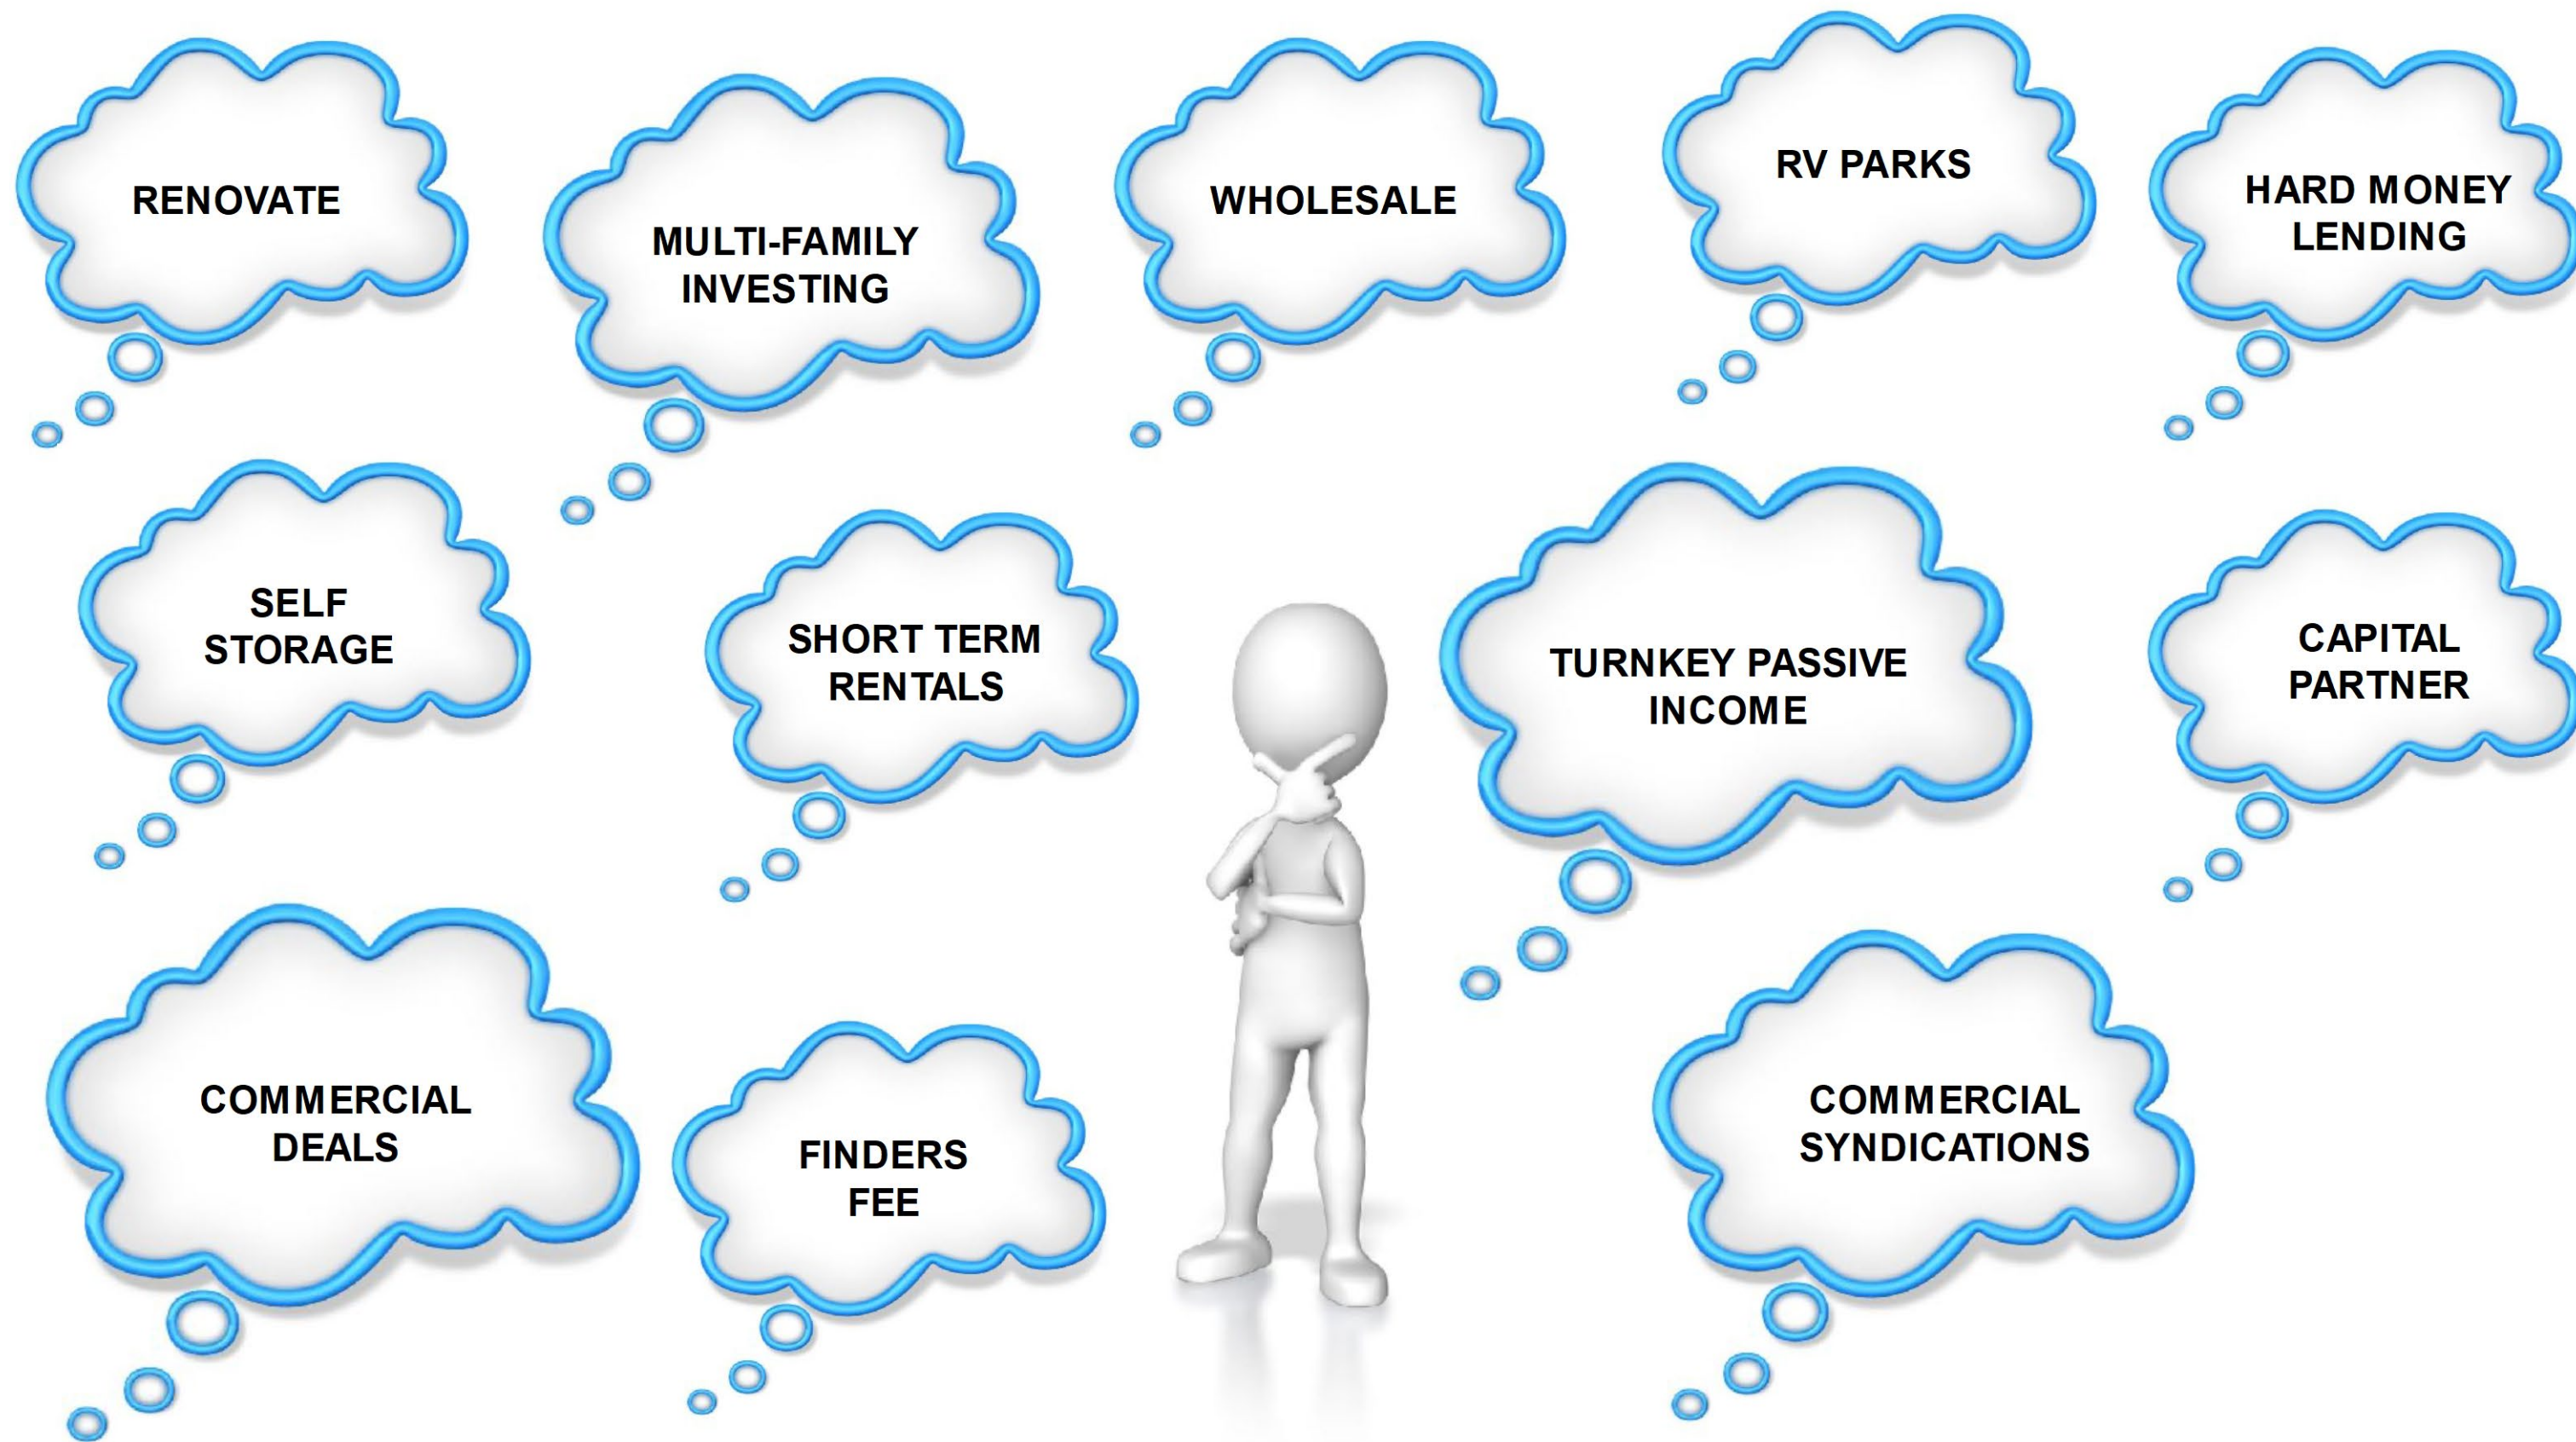 RENOVATE
MULTI-FAMILY
INVESTING
WHOLESALE
RV PARKS
HARD MONEY
LENDING
SELF
STORAGE
SHORT TERM
RENTALS
TURNKEY PASSIVE
INCOME
CAPITAL
PARTNER
COMMERCIAL
DEALS
FINDERS
FEE
COMMERCIAL
SYNDICATIONS